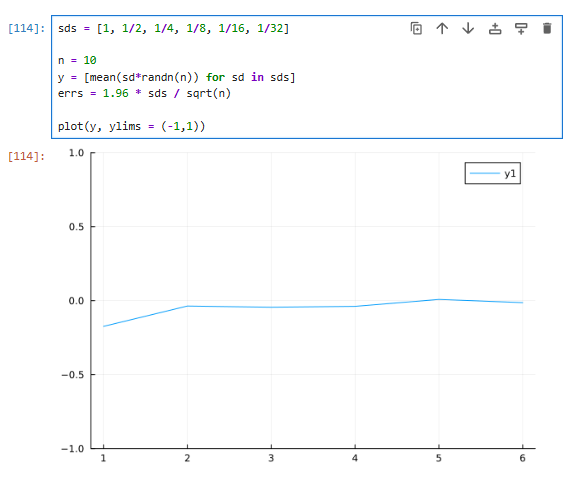 [114]: sds = [1, 1/2, 1/4, 1/8, 1/16, 1/32]
n = 10
y = [mean(sd*randn(n)) for sd in sds]
errs = 1.96 * sds / sqrt(n)
plot(y, ylims = (-1,1))
[114]:
1.0
y1
0.5
0.0
−0.5
−1.0
1 2 3 4 5 6